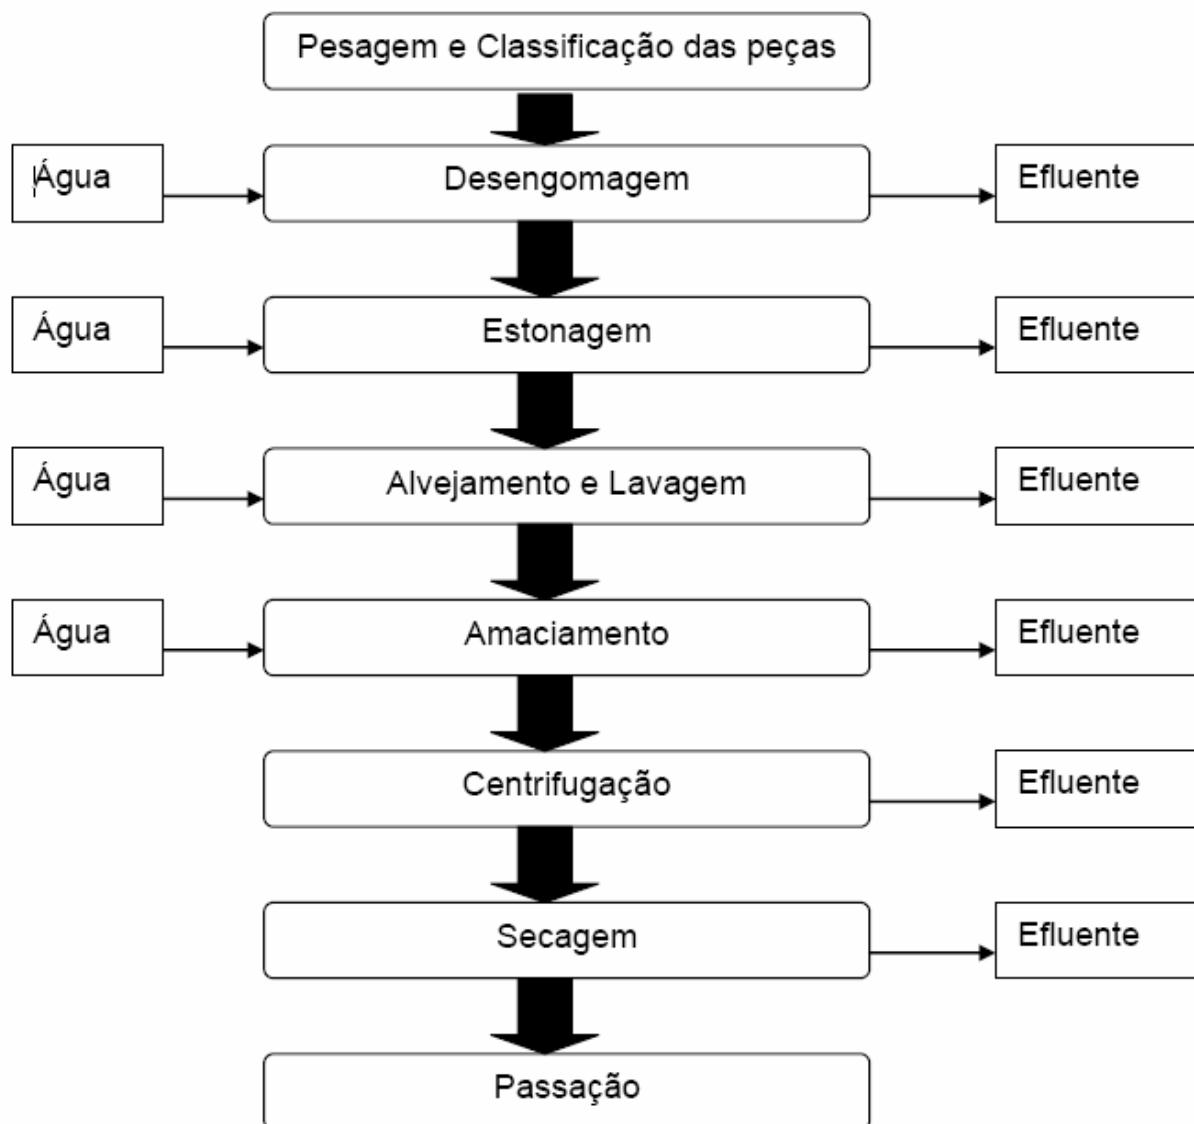 Pesagem e Classificação das peças
Água
Desengomagem
Efluente
Água
Estonagem
Efluente
Água
Alvejamento e Lavagem
Efluente
Água
Amaciamento
Efluente
Centrifugação
Efluente
Secagem
Efluente
Passação